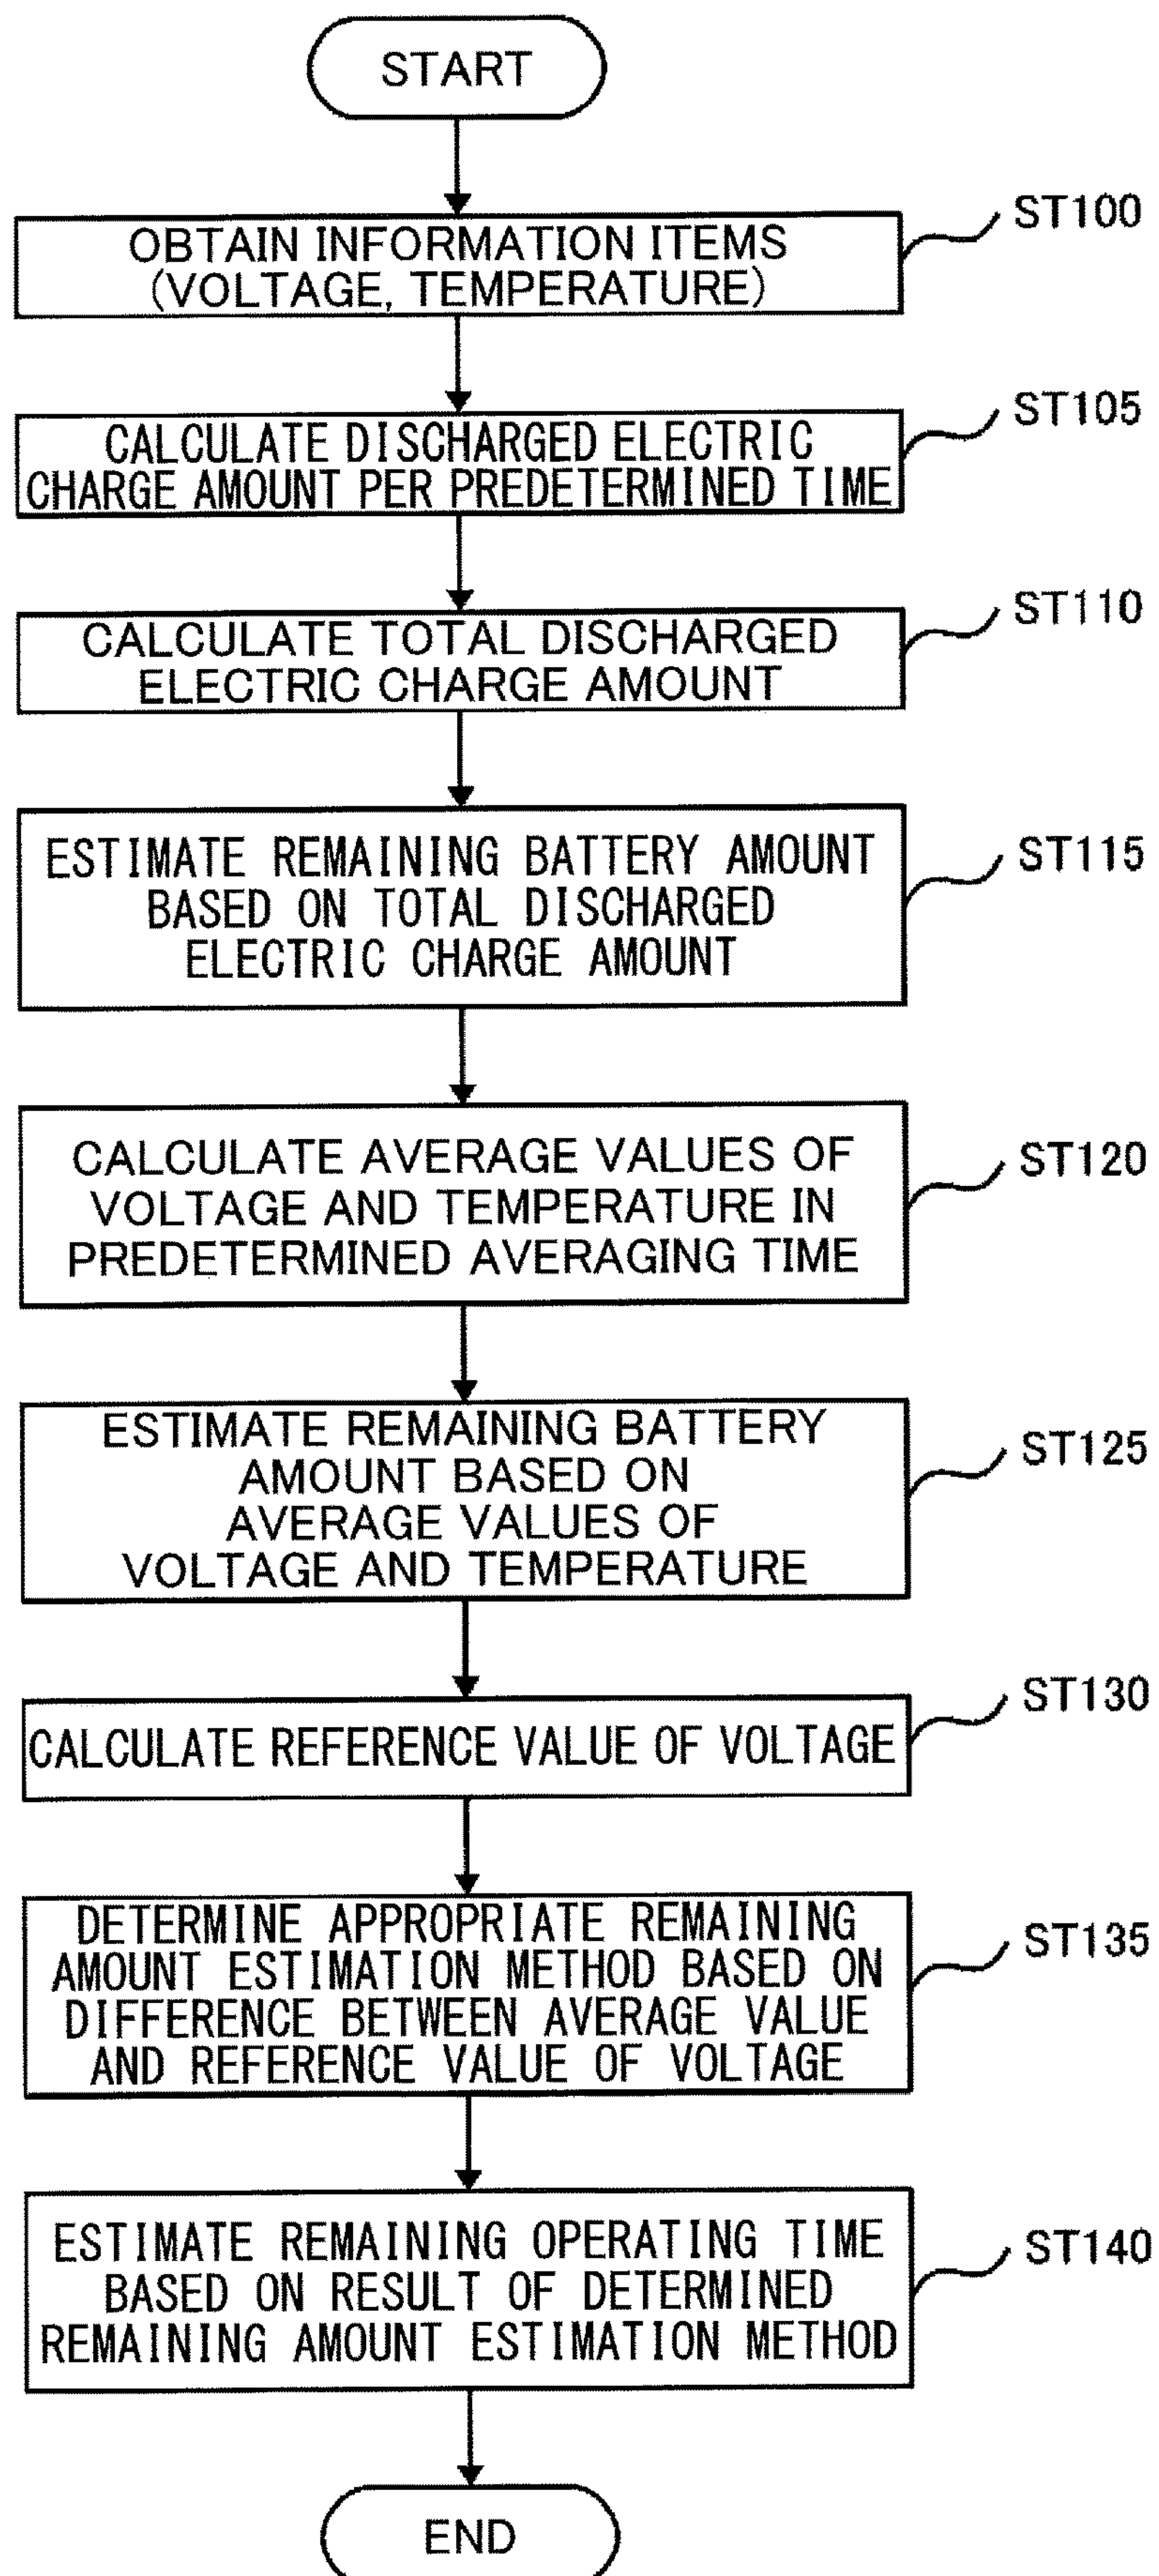 START
ST100
OBTAIN INFORMATION ITEMS
(VOLTAGE, TEMPERATURE)
ST105
CALCULATE DISCHARGED ELECTRIC
CHARGE AMOUNT PER PREDETERMINED TIME
ST110
CALCULATE TOTAL DISCHARGED
ELECTRIC CHARGE AMOUNT
ST115
ESTIMATE REMAINING BATTERY AMOUNT
BASED ON TOTAL DISCHARGED
ELECTRIC CHARGE AMOUNT
ST120
CALCULATE AVERAGE VALUES OF
VOLTAGE AND TEMPERATURE IN
PREDETERMINED AVERAGING TIME
ST125
ESTIMATE REMAINING BATTERY
AMOUNT BASED ON
AVERAGE VALUES OF
VOLTAGE AND TEMPERATURE
ST130
CALCULATE REFERENCE VALUE OF VOLTAGE
ST135
DETERMINE APPROPRIATE REMAINING
AMOUNT ESTIMATION METHOD BASED ON
DIFFERENCE BETWEEN AVERAGE VALUE
AND REFERENCE VALUE OF VOLTAGE
ST140
ESTIMATE REMAINING OPERATING TIME
BASED ON RESULT OF DETERMINED
REMAINING AMOUNT ESTIMATION METHOD
END